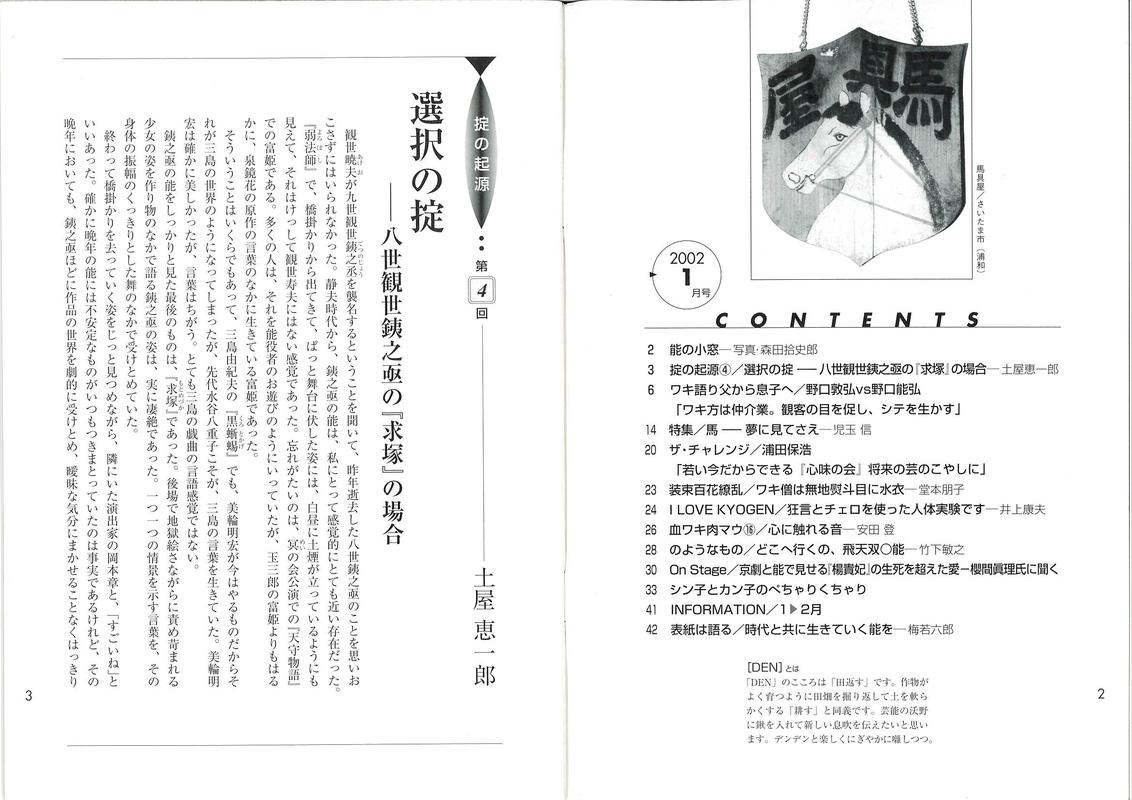 馬具屋
馬具屋／さいたま市（浦和）
2002
1
月号
CONTENTS
2 能の小窓―写真・森田拾史郎
3 掟の起源④／選択の掟 ── 八世観世銕之亟の『求塚』の場合―土屋恵一郎
6 ワキ語り父から息子へ／野口敦弘vs野口能弘
「ワキ方は仲介業。観客の目を促し、シテを生かす」
14 特集／馬 ── 夢に見てさえ―児玉 信
20 ザ・チャレンジ／浦田保浩
「若い今だからできる『心味の会』将来の芸のこやしに」
23 装束百花繚乱／ワキ僧は無地熨斗目に水衣―堂本朋子
24 I LOVE KYOGEN／狂言とチェロを使った人体実験です―井上康夫
26 血ワキ肉マウ⑯／心に触れる音―安田 登
28 のようなもの／どこへ行くの、飛天双〇能―竹下敏之
30 On Stage／京劇と能で見せる『楊貴妃』の生死を超えた愛－櫻間眞理氏に聞く
33 シン子とカン子のぺちゃりくちゃり
41 INFORMATION／1▶2月
42 表紙は語る／時代と共に生きていく能を―梅若六郎
［DEN］とは
「DEN」のこころは「田返す」です。作物が
よく育つように田畑を掘り返して土を軟ら
かくする「耕す」と同義です。芸能の沃野
に鍬を入れて新しい息吹を伝えたいと思い
ます。デンデンと楽しくにぎやかに囃しつつ。
2
掟の起源
第4回
選択の掟
──八世観世銕之亟の『求塚』の場合
土屋恵一郎
観世暁夫が九世観世銕之丞を襲名するということを聞いて、昨年逝去した八世銕之亟のことを思いお
こさずにはいられなかった。静夫時代から、銕之亟の能は、私にとって感覚的にとても近い存在だった。
『弱法師』で、橋掛かりから出てきて、ぱっと舞台に伏した姿には、白昼に土煙が立っているようにも
見えて、それはけっして観世寿夫にはない感覚であった。忘れがたいのは、冥の会公演での『天守物語』
での富姫である。多くの人は、それを能役者のお遊びのようにいっていたが、玉三郎の富姫よりもはる
かに、泉鏡花の原作の言葉のなかに生きている富姫であった。
そういうことはいくらでもあって、三島由紀夫の『黒蜥蜴』でも、美輪明宏が今はやるものだからそ
れが三島の世界のようになってしまったが、先代水谷八重子こそが、三島の言葉を生きていた。美輪明
宏は確かに美しかったが、言葉はちがう。とても三島の戯曲の言語感覚ではない。
銕之亟の能をしっかりと見た最後のものは、『求塚』であった。後場で地獄絵さながらに責め苛まれる
少女の姿を作り物のなかで語る銕之亟の姿は、実に凄絶であった。一つ一つの情景を示す言葉を、その
身体の振幅のくっきりとした舞のなかで受けとめていた。
終わって橋掛かりを去っていく姿をじっと見つめながら、隣にいた演出家の岡本章と、「すごいね」と
いいあった。確かに晩年の能には不安定なものがいつもつきまとっていたのは事実であるけれど、その
晩年においても、銕之亟ほどに作品の世界を劇的に受けとめ、曖昧な気分にまかせることなくはっきり
3